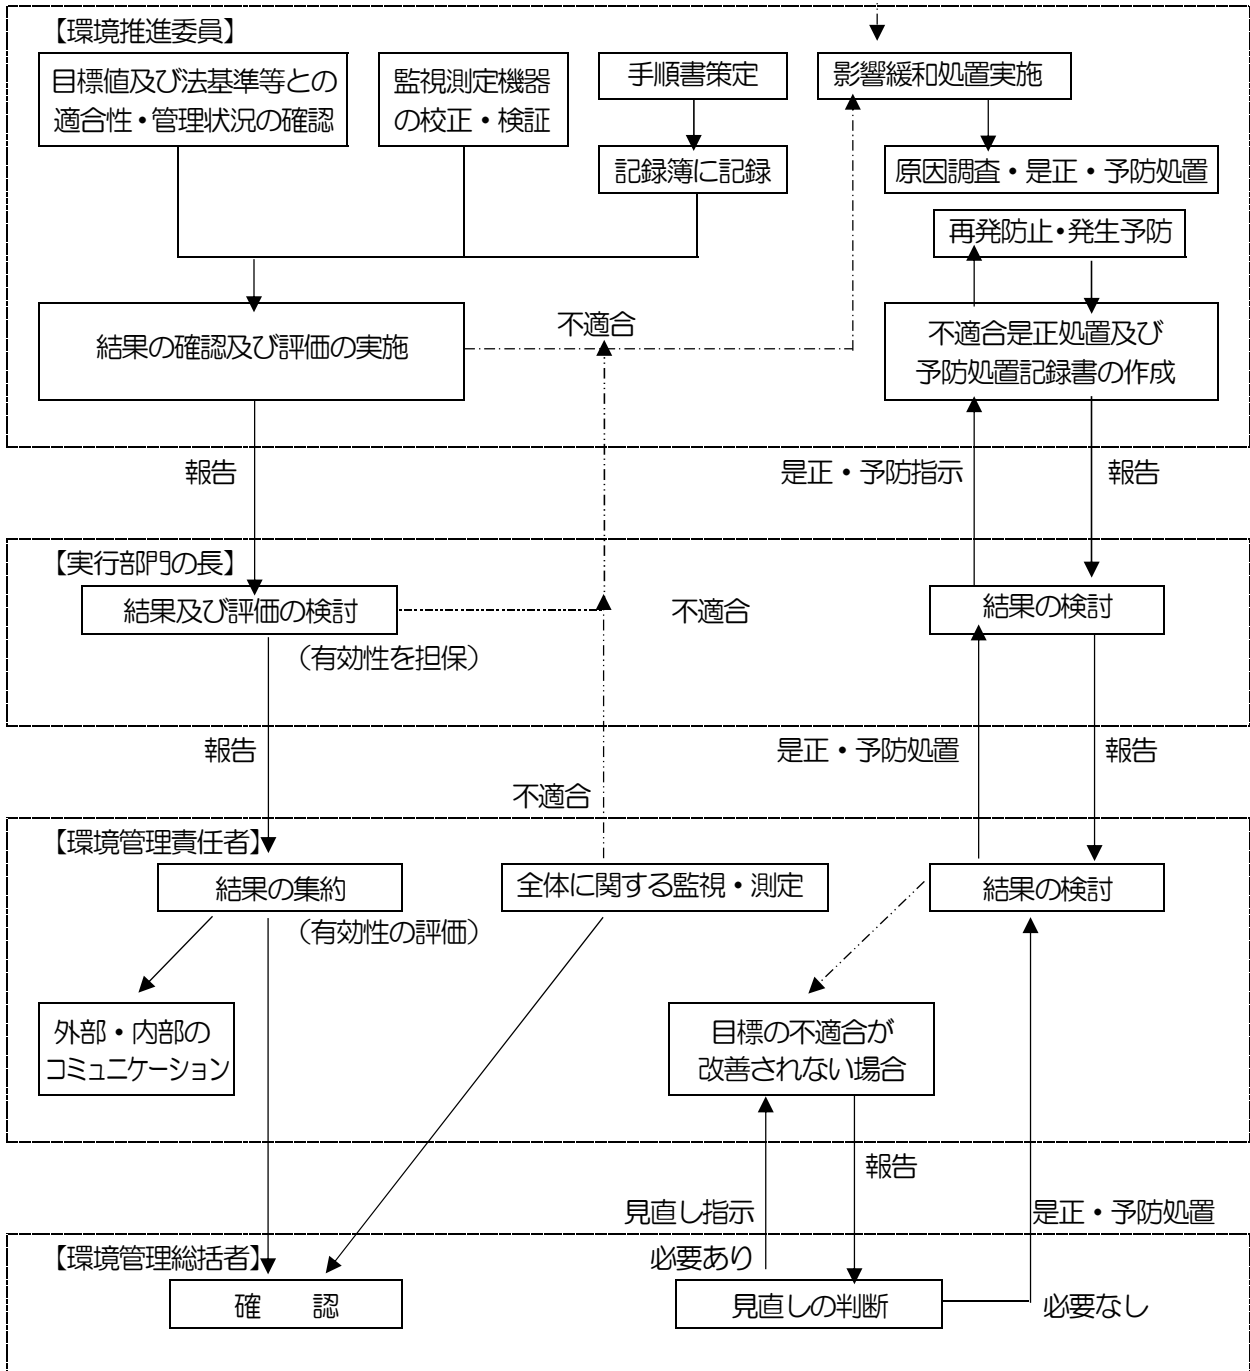 【環境推進委員】
目標値及び法基準等との
適合性・管理状況の確認
監視測定機器
の校正・検証
手順書策定
影響緩和処置実施
記録簿に記録
原因調査・是正・予防処置
再発防止・発生予防
結果の確認及び評価の実施
不適合
不適合是正処置及び
予防処置記録書の作成
報告
是正・予防指示
報告
【実行部門の長】
結果及び評価の検討
不適合
結果の検討
（有効性を担保）
報告
是正・予防処置
報告
不適合
【環境管理責任者】
結果の集約
全体に関する監視・測定
結果の検討
（有効性の評価）
外部・内部の
コミュニケーション
目標の不適合が
改善されない場合
報告
見直し指示
是正・予防処置
【環境管理総括者】
必要あり
確　　認
見直しの判断
必要なし